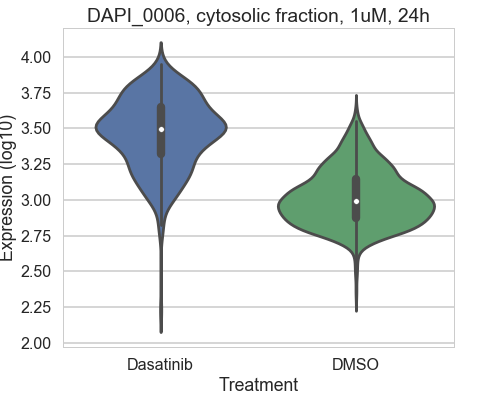 DAPI_0006, cytosolic fraction, 1uM, 24h
Expression (log10)
4.00
3.75
3.50
3.25
3.00
2.75
2.50
2.25
2.00
Dasatinib
DMSO
Treatment